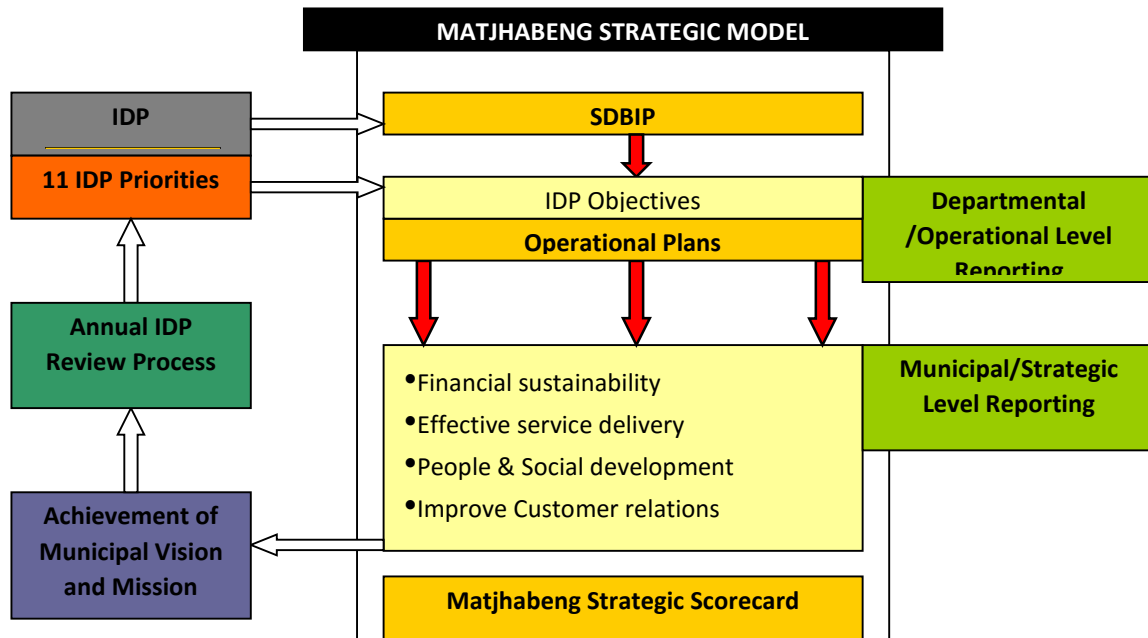 MATJHABENG STRATEGIC MODEL
IDP
11 IDP Priorities
Annual IDP
Review Process
Achievement of
Municipal Vision
and Mission
SDBIP
IDP Objectives
Operational Plans
•Financial sustainability
•Effective service delivery
•People & Social development
•Improve Customer relations
Matjhabeng Strategic Scorecard
Departmental
/Operational Level
Reporting
Municipal/Strategic
Level Reporting